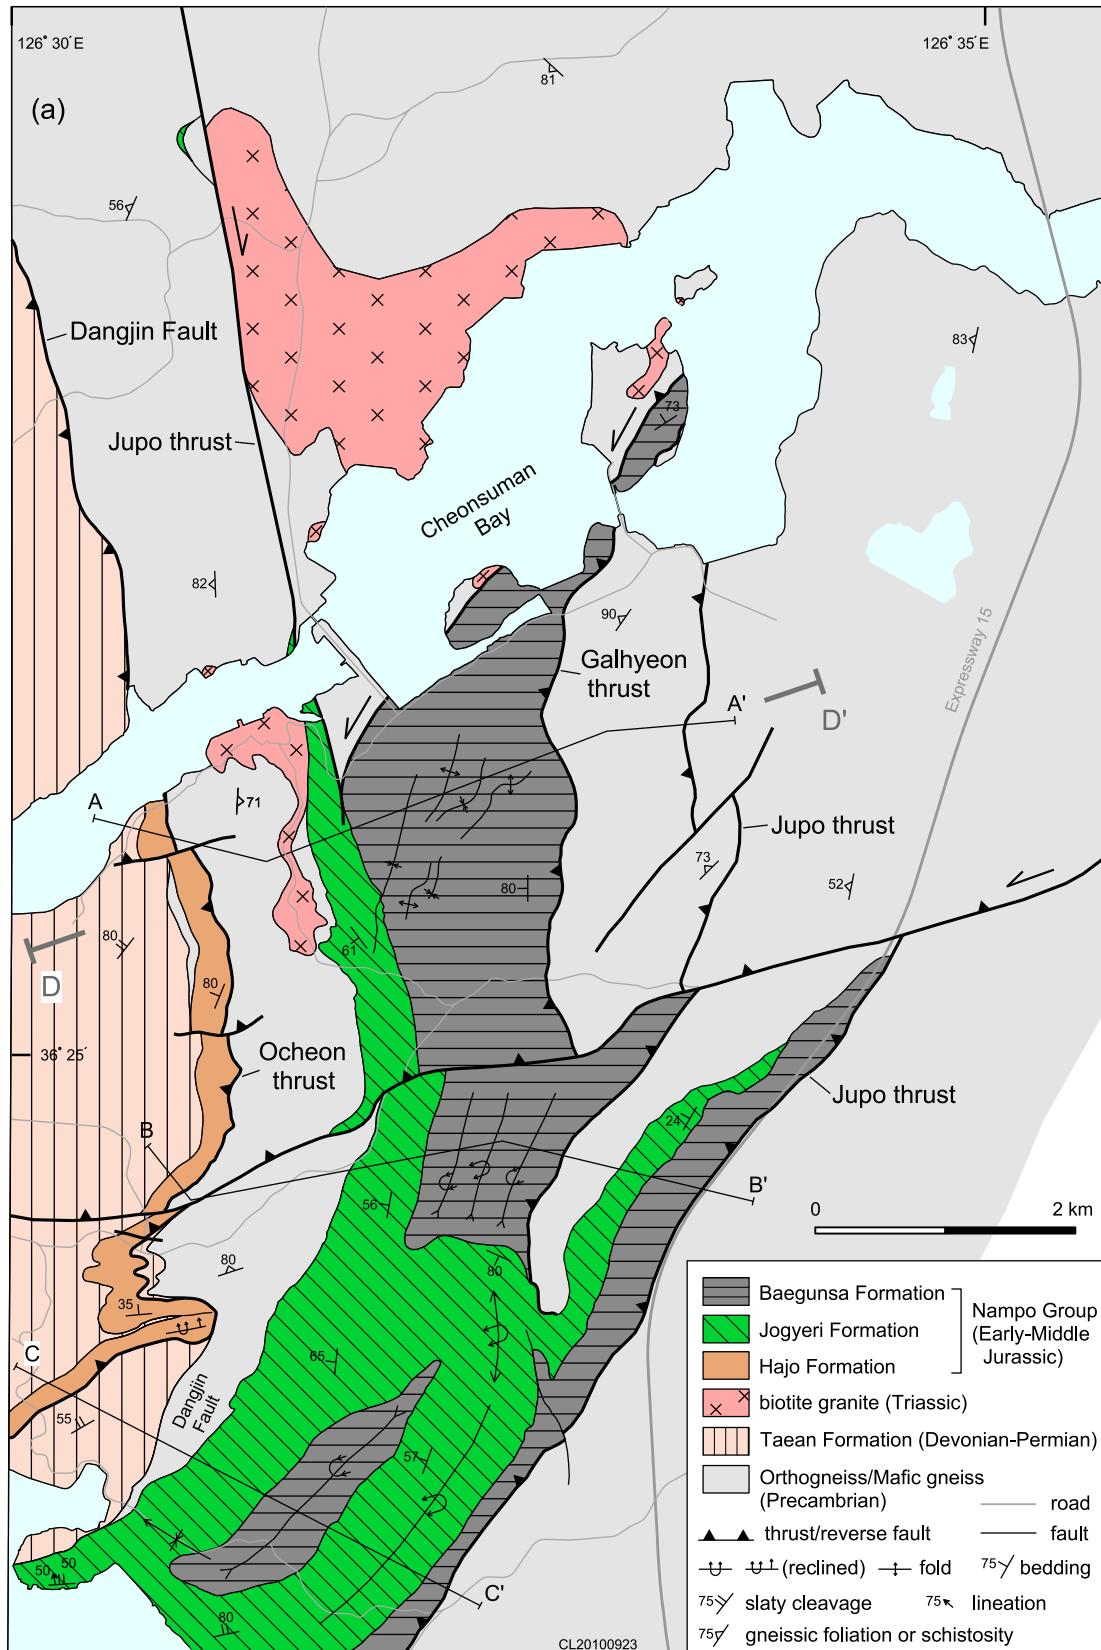 126° 30´E
126° 35´E
(a)
81
56
Dangjin Fault
83
Jupo thrust
73
Cheonsuman
Bay
82
90
Expressway 15
Galhyeon
thrust
A'
D'
A
71
Jupo thrust
73
52
80
80
61
D
80
36° 25´
Ocheon
thrust
Jupo thrust
24
B
B'
56
0
2 km
80
80
35
65
C
Dangjin
Fault
55
57
50
50
80
C'
Baegunsa Formation
Jogyeri Formation
Hajo Formation
Nampo Group
(Early-Middle
Jurassic)
biotite granite (Triassic)
Taean Formation (Devonian-Permian)
Orthogneiss/Mafic gneiss
(Precambrian)
road
thrust/reverse fault
fault
(reclined)
fold
75 bedding
75 slaty cleavage
75 lineation
75 gneissic foliation or schistosity
CL20100923